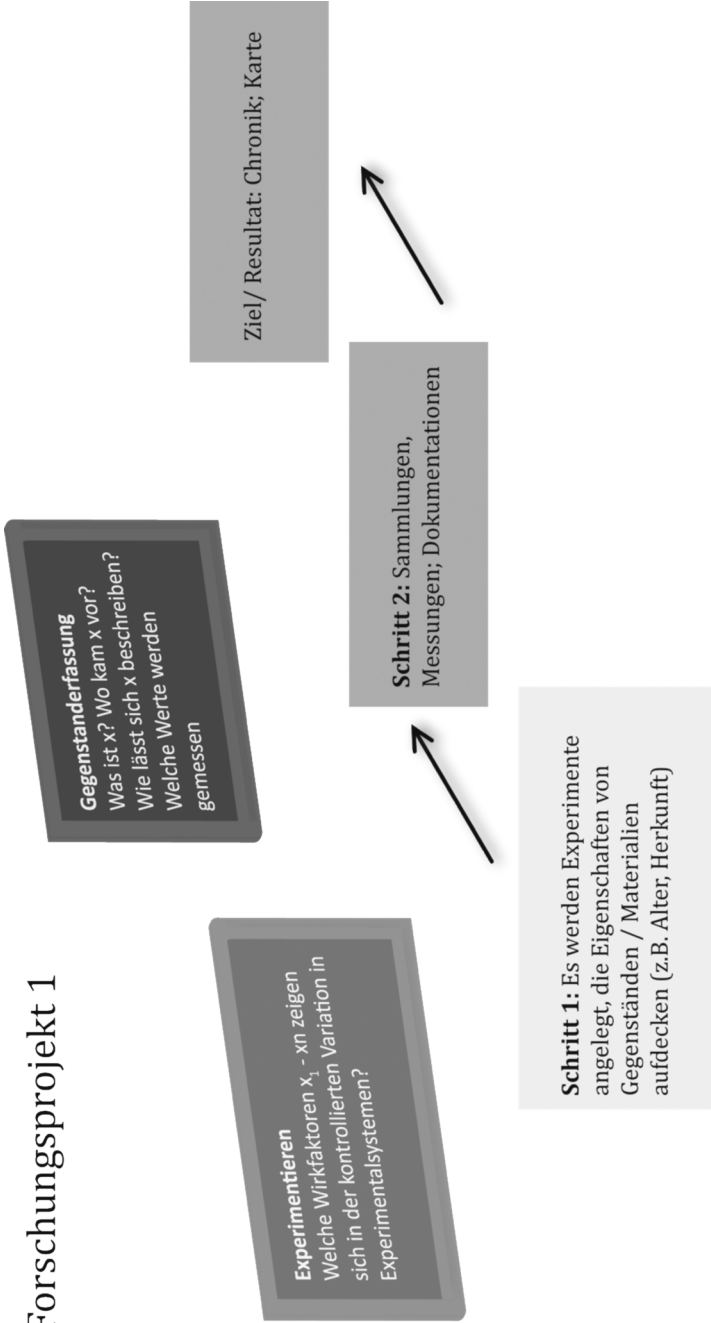 Forschungsprojekt 1
Experimentieren
Welche Wirkfaktoren x₁ - xn zeigen
sich in der kontrollierten Variation in
Experimentalsystemen?
Gegenstanderfassung
Was ist x? Wo kam x vor?
Wie lässt sich x beschreiben?
Welche Werte werden
gemessen
Schritt 1: Es werden Experimente
angelegt, die Eigenschaften von
Gegenständen / Materialien
aufdecken (z.B. Alter, Herkunft)
Schritt 2: Sammlungen,
Messungen; Dokumentationen
Ziel/ Resultat: Chronik; Karte